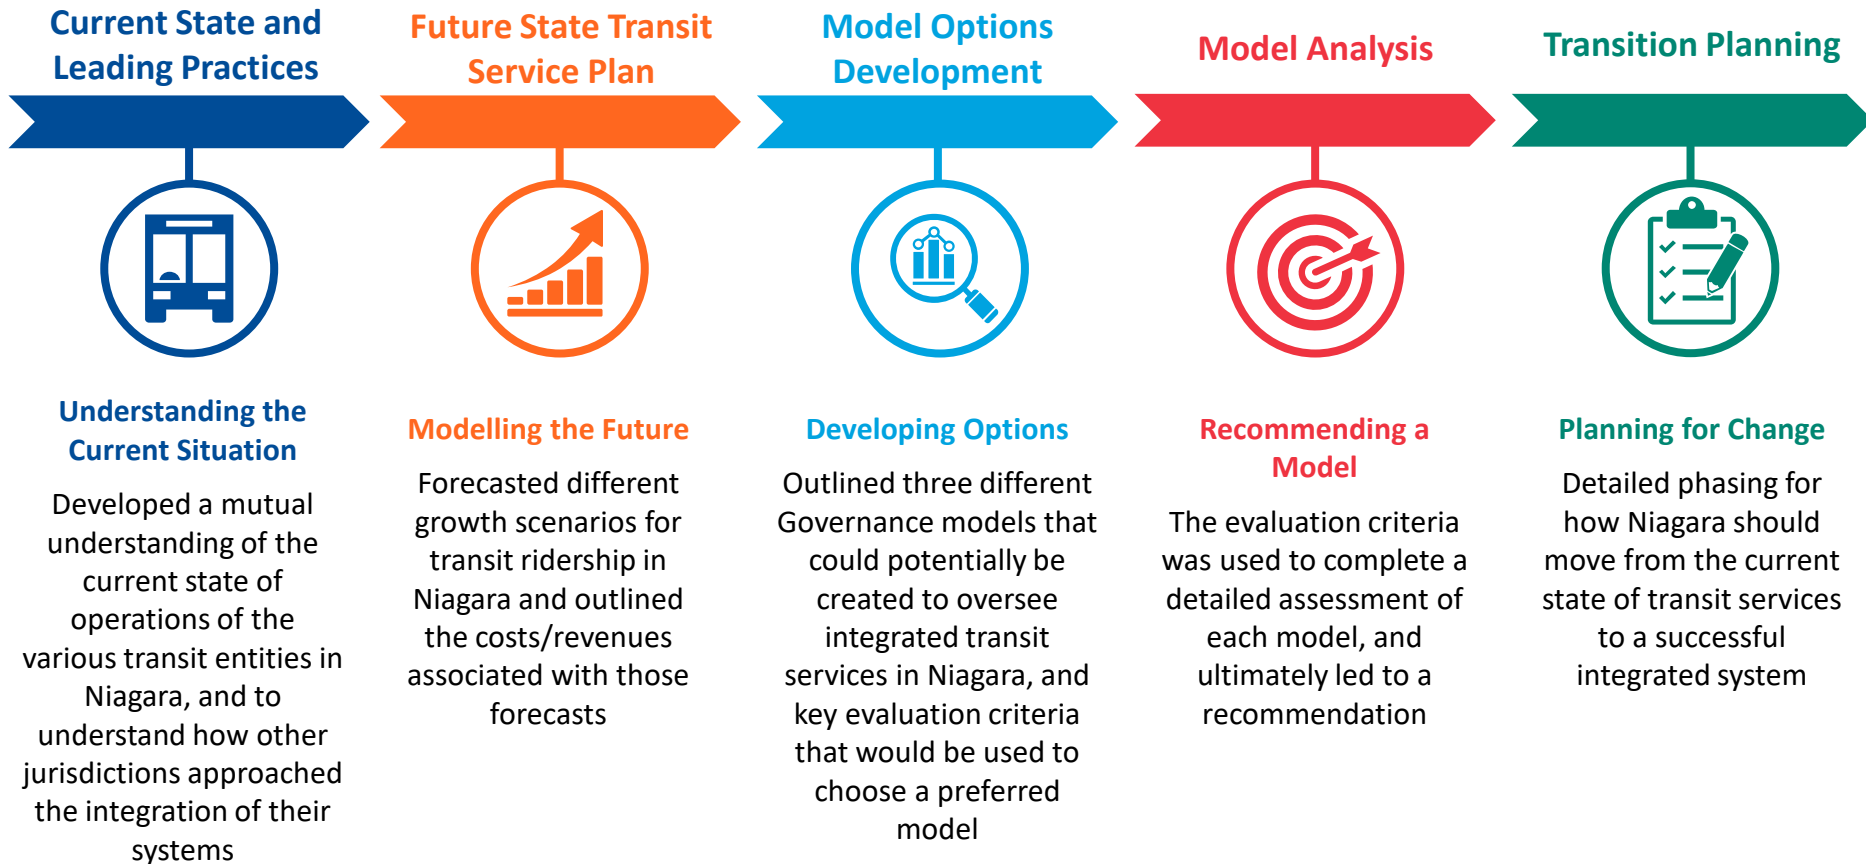 Current State and
Leading Practices
Understanding the
Current Situation
Developed a mutual
understanding of the
current state of
operations of the
various transit entities in
Niagara, and to
understand how other
jurisdictions approached
the integration of their
systems
Future State Transit
Service Plan
Modelling the Future
Forecasted different
growth scenarios for
transit ridership in
Niagara and outlined
the costs/revenues
associated with those
forecasts
Model Options
Development
Developing Options
Outlined three different
Governance models that
could potentially be
created to oversee
integrated transit
services in Niagara, and
key evaluation criteria
that would be used to
choose a preferred
model
Model Analysis
Recommending a
Model
The evaluation criteria
was used to complete a
detailed assessment of
each model, and
ultimately led to a
recommendation
Transition Planning
Planning for Change
Detailed phasing for
how Niagara should
move from the current
state of transit services
to a successful
integrated system